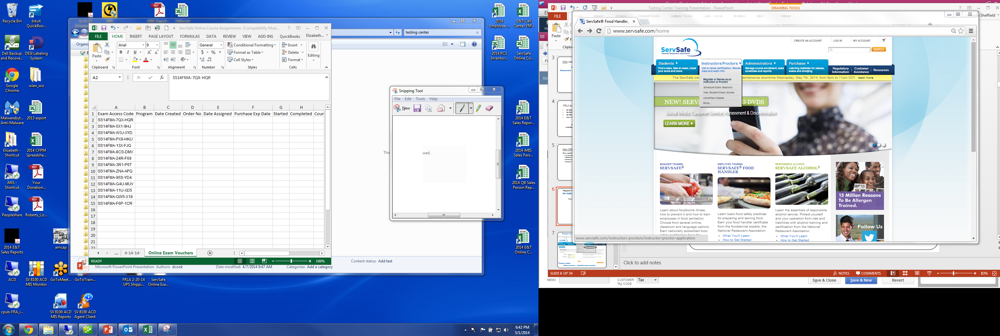 Recycle Bin
Intuit QuickBoo...
Dell Backup and Recove...
DESI Labeling System
Google Chrome
wlan_wiz
Malwarebyt... Anti-Malware
2013 export
Elizabeth - Shortcut
2014 CFPM Spreadshe...
iMiS - Shortcut
Your Donation...
PeopleWare
Roberts_Liz...
2014 E&T Sales Reports
amcap
ACD
SV 8100 ACD MIS Monitor
GoToMeet...
GoToTrain...
FRLA 2-20-14 UPS Shippi...
ServSafe Online Exa...
cpub-FRA_i...
SV 8100 ACD MIS Reports
SV 8100 ACD Agent Client
2014 Employee ...
E&T Call Center VM's
2014 RCS Inventor...
ServSafe Online Co...
2014 E&T Sales Repor...
2014 iMIS Sales Pers...
2014 QB Sales Person Rep...
2014 E&T Online C...
testing center
Organiz
ServSafe Online Course Assignments [Compatibility Mod...
FILE HOME INSERT PAGE LAYOUT FORMULAS DATA REVIEW VIEW ADD-INS QuickBooks Elizabeth...
Paste
Arial 9
B I U
General
$ % ,
Conditional Formatting
Format as Table
Cell Styles
Insert
Delete
Format
Editing
Clipboard Font Alignment Number Styles Cells
A2 fx SS14FMA-7QX-HQR
A B C D E F G H
1 Exam Access Code Program Date Created Order No Date Assigned Purchase Exp Date Started Completed Cour
2 SS14FMA-7QX-HQR
3 SS14FMA-5X1-9HJ
4 SS14FMA-W3J-XYD
5 SS14FMA-PX9-HKU
6 SS14FMA-13X-FJQ
7 SS14FMA-8CS-DMV
8 SS14FMA-24R-F69
9 SS14FMA-3R1-P6T
10 SS14FMA-ZNA-APQ
11 SS14FMA-95S-YD4
12 SS14FMA-G4U-MUV
13 SS14FMA-11U-XD5
14 SS14FMA-QW5-X18
15 SS14FMA-F6P-1CR
16
17
18
19
20
21
22
... 4-14-14- Online Exam Vouchers
READY 100%
Microsoft PowerPoint Presentation Authors: dcook Date modified: 4/7/2014 9:47 AM Categories: Add a category Content status: Add text
Snipping Tool
File Edit Tools Help
New
This
wed.
6:42 PM
5/1/2014
Testing Center Training Presentation - PowerPoint
DRAWING TOOLS
FILE
Sheffield
Paste
Clipb
ServSafe® Food Handler,
www.servsafe.com/home
CREATE AN ACCOUNT LOG IN MY ACCOUNT
ServSafe
National Restaurant Association
SEARCH
Students
Find a class, take an exam, check your score and more.
Instructors/Proctors
Get or renew certification. Review class and exam info.
Administrators
Manage course enrollment, exam schedules and reports.
Purchase
Learning materials for classes, exams and studying.
Regulatory Information
Customer Assistance
Resources
Register or Renew as an Instructor or Proctor
Schedule Exam Sessions
View Student Exam Scores
Advertise Classes
More...
The ServSafe web
maintenance downtime Wednesday, May 7th, 2014, from 9pm to 11pm CDT. read more
NEW! SERVS
G DVDS
Social Media, Customer Service, Harassment & Discrimination
LEARN MORE
MANAGER TRAINING
SERVSAFE®
Learn about foodborne illness, how to prevent it and how to train employees in food sanitation. Choose from several online, classroom and language options. Earn nationally accredited food
EMPLOYEE TRAINING
SERVSAFE® FOOD HANDLER
Learn basic food safety practices for preparing and serving food. Earn your food handler certificate from the foodservice experts, the National Restaurant Association.
What You'll Learn
How to Get Started
RESPONSIBLE ALCOHOL
SERVSAFE ALCOHOL®
Learn the essentials of responsible alcohol service. Protect yourself and your operation from risks and liabilities with alcohol training and certification from the National Restaurant Association.
What You'll Learn
How to Get Started
15 Million Reasons To Be Allergen Trained.
Follow Us
www.servsafe.com/instructors-proctors/instructor-proctor-application
3
4
5
6
7
Click to add notes
SLIDE 6 OF 34
NOTES COMMENTS 83%
MEMO
CUSTOMER TAX CODE Tax
Save & Close Save & New Revert